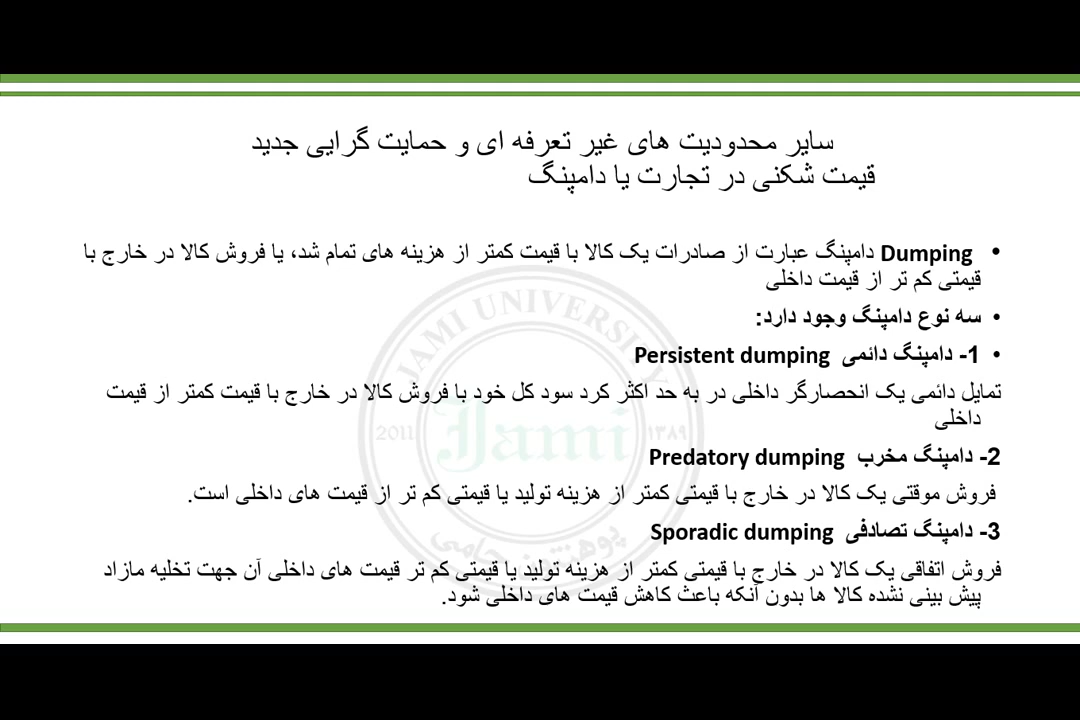 سایر محدودیت های غیر تعرفه ای و حمایت گرایی جدید
قیمت شکنی در تجارت یا دامپنگ
• Dumping دامپنگ عبارت از صادرات یک کالا با قیمت کمتر از هزینه های تمام شد، یا فروش کالا در خارج با
قیمتی کم تر از قیمت داخلی
• سه نوع دامپنگ وجود دارد:
• 1- دامپنگ دائمی Persistent dumping
تمایل دائمی یک انحصارگر داخلی در به حد اکثر کرد سود کل خود با فروش کالا در خارج با قیمت کمتر از قیمت
داخلی
2- دامپنگ مخرب Predatory dumping
فروش موقتی یک کالا در خارج با قیمتی کمتر از هزینه تولید یا قیمتی کم تر از قیمت های داخلی است.
3- دامپنگ تصادفی Sporadic dumping
فروش اتفاقی یک کالا در خارج با قیمتی کمتر از هزینه تولید یا قیمتی کم تر قیمت های داخلی آن جهت تخلیه مازاد
پیش بینی نشده کالا ها بدون آنکه باعث کاهش قیمت های داخلی شود.
JAMI UNIVERSITY
2011
Jami
۱۳۸۹
پوهنتون جامی